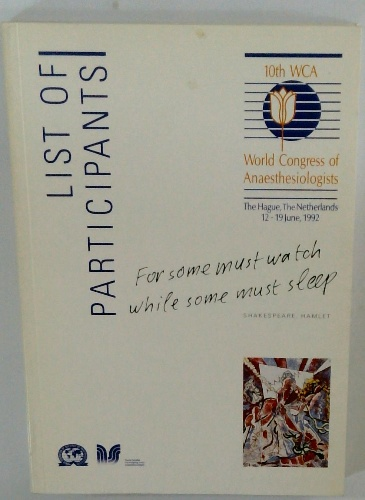 LIST OF
PARTICIPANTS
10th WCA
World Congress of
Anaesthesiologists
The Hague, The Netherlands
12 - 19 June, 1992
For some must watch
while some must sleep
SHAKESPEARE, HAMLET